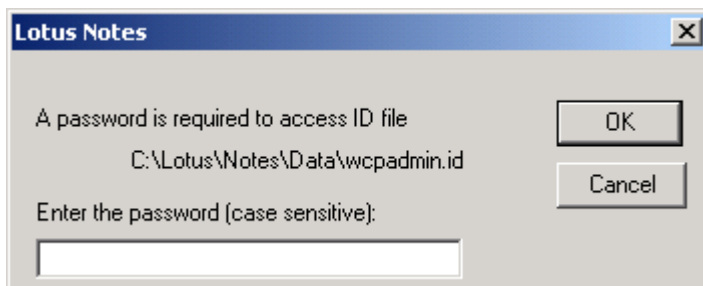 Lotus Notes
A password is required to access ID file
C:\Lotus\Notes\Data\wcpadmin.id
Enter the password (case sensitive):
OK
Cancel